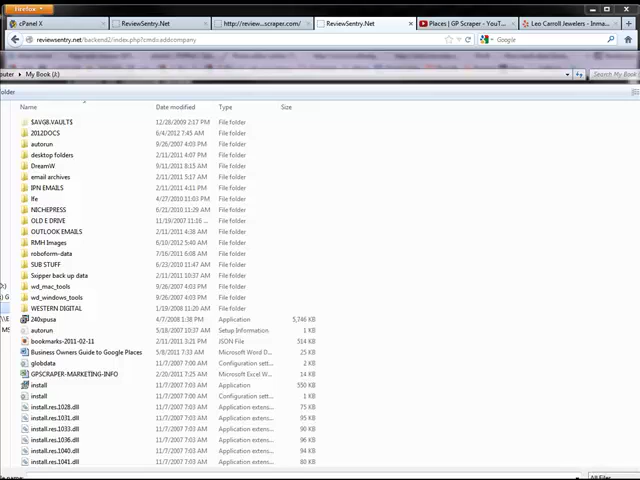 Firefox
cPanel X
ReviewSentry.Net
http://review...scraper.com/
ReviewSentry.Net
Places | GP Scraper - YouT...
Leo Carroll Jewelers - Inma...
reviewsentry.net/backend2/index.php?cmd=addcompany
Google
puter ▸ My Book (J:)
Search My Book
older
Name Date modified Type Size
$AVG8.VAULT$ 12/28/2009 2:17 PM File folder
2012DOCS 6/4/2012 7:45 AM File folder
autorun 9/26/2007 4:03 PM File folder
desktop folders 2/11/2011 4:07 PM File folder
DreamW 9/11/2011 8:15 AM File folder
email archives 2/11/2011 5:17 AM File folder
IPN EMAILS 2/11/2011 4:11 PM File folder
lfe 4/27/2010 11:03 PM File folder
NICHEPRESS 6/21/2010 11:29 AM File folder
OLD E DRIVE 11/19/2007 11:16 ... File folder
OUTLOOK EMAILS 2/11/2011 4:38 AM File folder
RMH Images 6/10/2012 5:40 AM File folder
roboform-data 7/16/2011 6:08 AM File folder
SUB STUFF 6/23/2010 11:47 AM File folder
Sxipper back up data 2/11/2011 10:37 AM File folder
wd_mac_tools 9/26/2007 4:03 PM File folder
wd_windows_tools 9/26/2007 4:03 PM File folder
WESTERN DIGITAL 1/19/2008 11:20 AM File folder
240xpusa 4/7/2008 1:38 PM Application 5,746 KB
autorun 5/18/2007 10:37 AM Setup Information 1 KB
bookmarks-2011-02-11 2/11/2011 3:21 PM JSON File 514 KB
Business Owners Guide to Google Places 5/8/2011 7:33 AM Microsoft Word D... 25 KB
globdata 11/7/2007 7:00 AM Configuration sett... 2 KB
GPSCRAPER-MARKETING-INFO 2/20/2011 7:25 AM Microsoft Excel W... 14 KB
install 11/7/2007 7:03 AM Application 550 KB
install 11/7/2007 7:00 AM Configuration sett... 1 KB
install.res.1028.dll 11/7/2007 7:03 AM Application extens... 75 KB
install.res.1031.dll 11/7/2007 7:03 AM Application extens... 95 KB
install.res.1033.dll 11/7/2007 7:03 AM Application extens... 90 KB
install.res.1036.dll 11/7/2007 7:03 AM Application extens... 96 KB
install.res.1040.dll 11/7/2007 7:03 AM Application extens... 94 KB
install.res.1041.dll 11/7/2007 7:03 AM Application extens... 80 KB
le name:
All Files